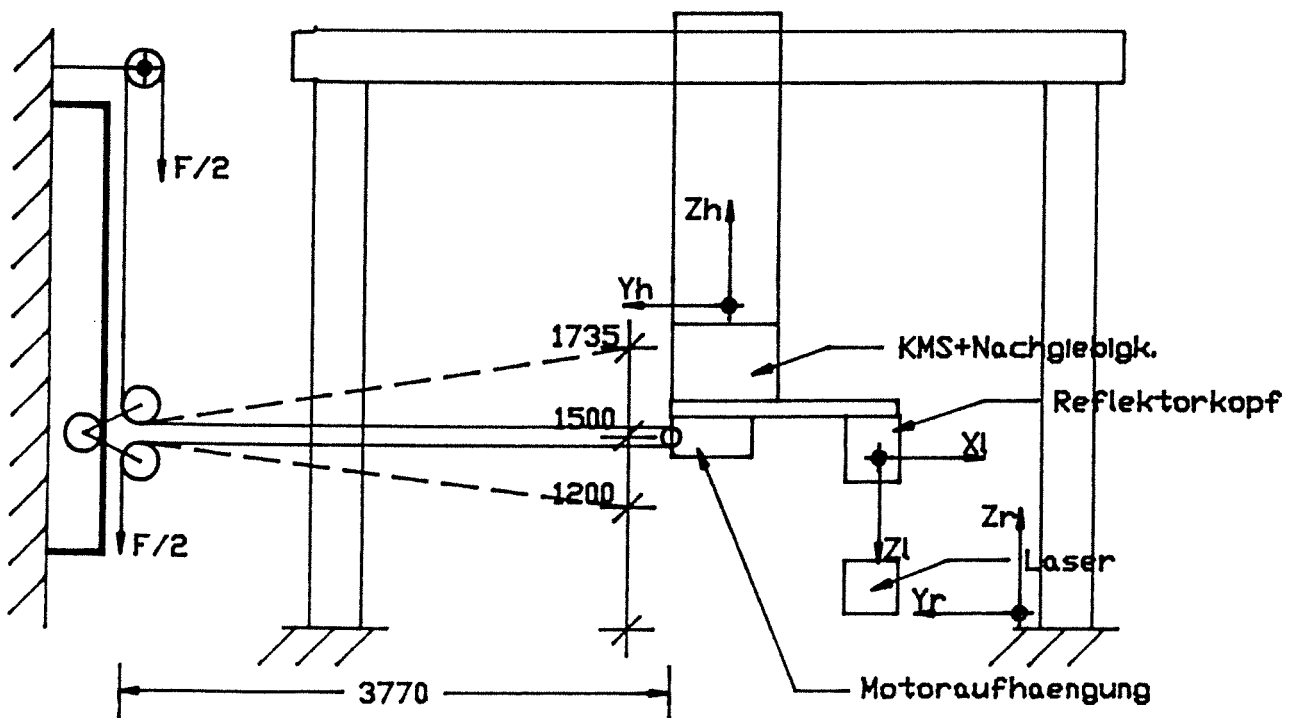 F/2
Zh
Yh
1735
KMS+Nachgiebigk.
Reflektorkopf
1500
Xl
1200
Zr
F/2
Zl
Laser
Yr
3770
Motoraufhaengung